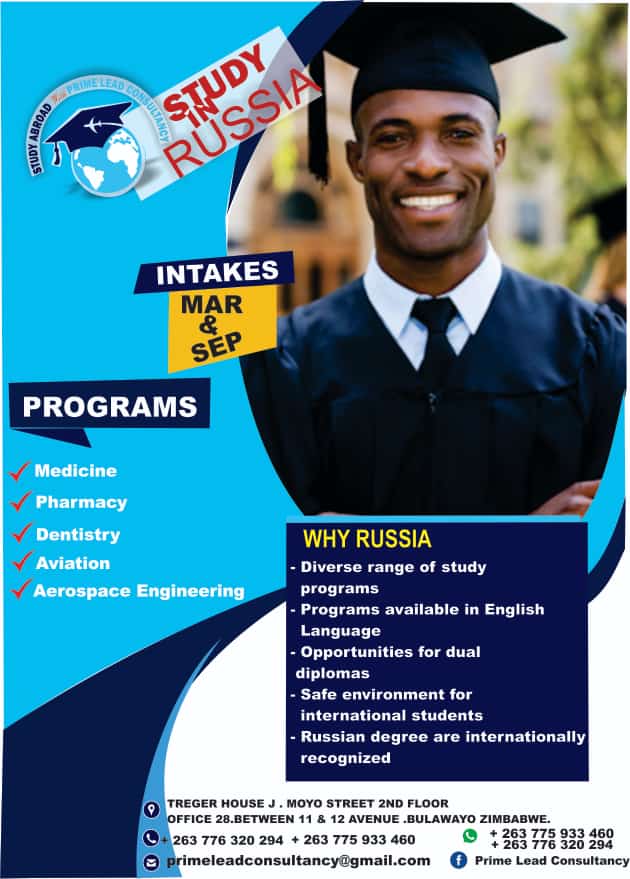 STUDY ABROAD With PRIME LEAD CONSULTANCY
STUDY
IN
RUSSIA
INTAKES
MAR
&
SEP
PROGRAMS
Medicine
Pharmacy
Dentistry
Aviation
Aerospace Engineering
WHY RUSSIA
- Diverse range of study
programs
- Programs available in English
Language
- Opportunities for dual
diplomas
- Safe environment for
international students
- Russian degree are internationally
recognized
TREGER HOUSE J . MOYO STREET 2ND FLOOR
OFFICE 28.BETWEEN 11 & 12 AVENUE .BULAWAYO ZIMBABWE.
+ 263 776 320 294 + 263 775 933 460
+ 263 775 933 460
+ 263 776 320 294
primeleadconsultancy@gmail.com
Prime Lead Consultancy